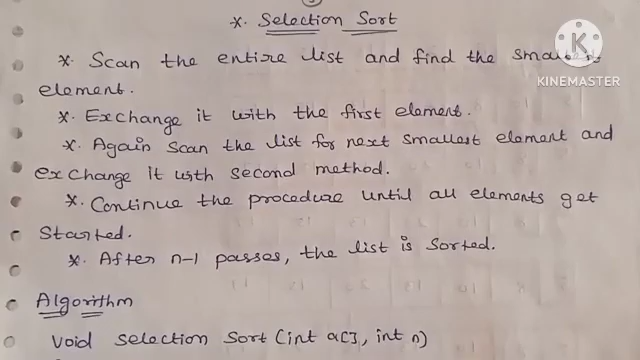 *. Selection Sort
*. Scan the entire list and find the smallest
element.
*. Exchange it with the first element.
*. Again scan the list for next smallest element and
exchange it with second method.
*. Continue the procedure until all elements get
Started.
*. After n-1 passes, the list is sorted.
Algorithm
Void selection sort (int a[], int n)
K
KINEMASTER